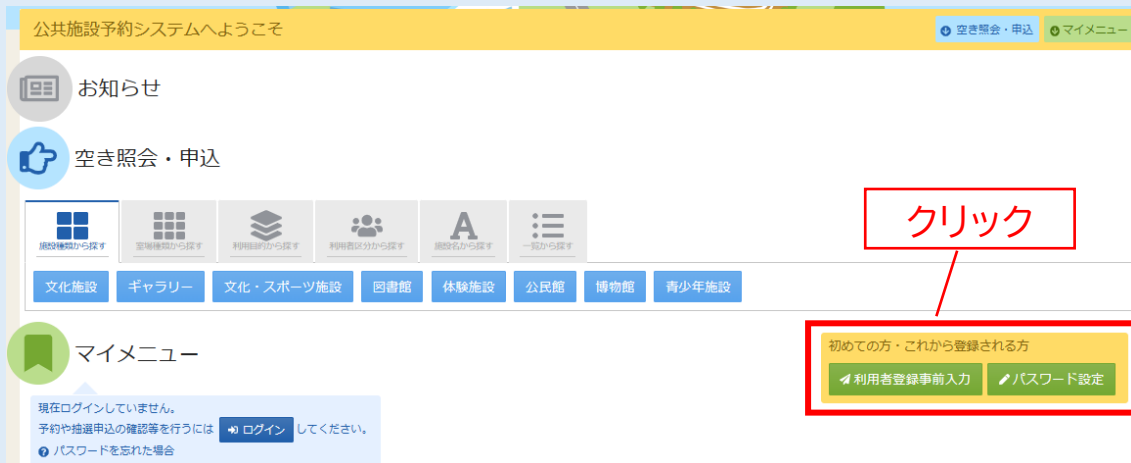 公共施設予約システムへようこそ
空き照会・申込
マイメニュー
お知らせ
空き照会・申込
施設種類から探す
室場種類から探す
利用目的から探す
利用者区分から探す
施設名から探す
一覧から探す
クリック
文化施設
ギャラリー
文化・スポーツ施設
図書館
体験施設
公民館
博物館
青少年施設
マイメニュー
初めての方・これから登録される方
利用者登録事前入力
パスワード設定
現在ログインしていません。
予約や抽選申込の確認等を行うには ログイン してください。
パスワードを忘れた場合